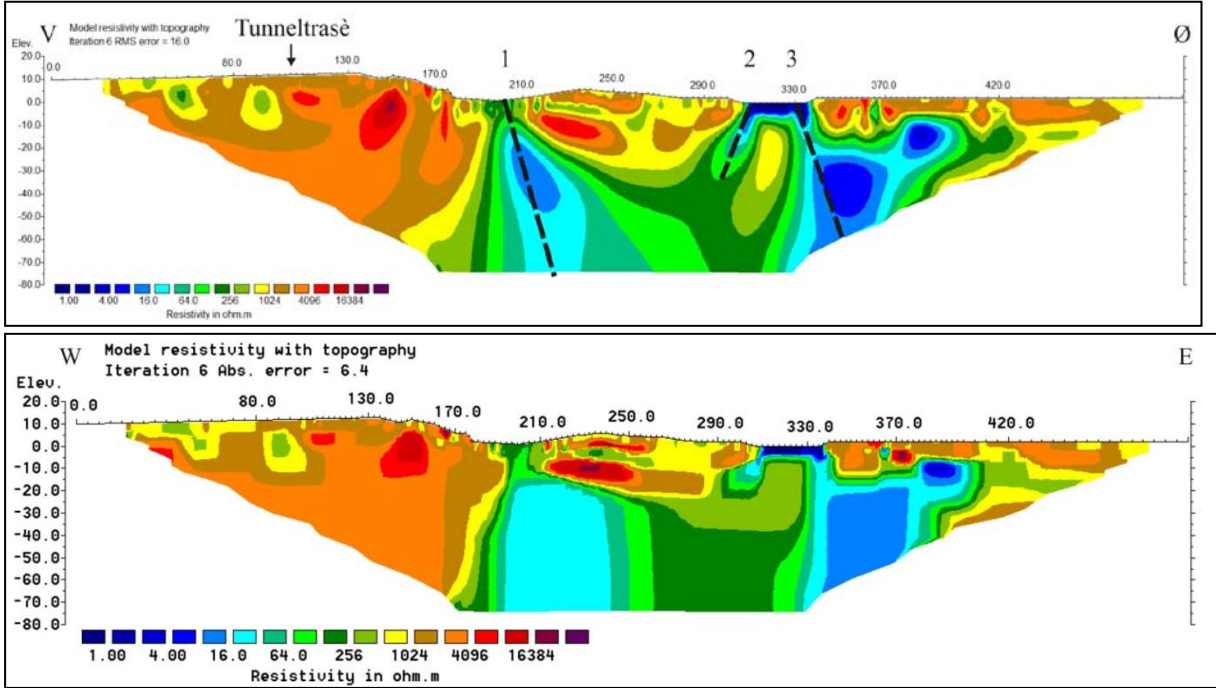 V Model resistivity with topography Tunneltrasè Ø
Iteration 6 RMS error = 16.0
1 2 3
Elev.
20.0
10.0
0.0
-10.0
-20.0
-30.0
-40.0
-50.0
-60.0
-70.0
-80.0
0.0 80.0 130.0 170.0 210.0 250.0 290.0 330.0 370.0 420.0
1.00 4.00 16.0 64.0 256 1024 4096 16384
Resistivity in ohm.m
W Model resistivity with topography E
Iteration 6 Abs. error = 6.4
Elev.
20.0
10.0
0.0
-10.0
-20.0
-30.0
-40.0
-50.0
-60.0
-70.0
-80.0
0.0 80.0 130.0 170.0 210.0 250.0 290.0 330.0 370.0 420.0
1.00 4.00 16.0 64.0 256 1024 4096 16384
Resistivity in ohm.m